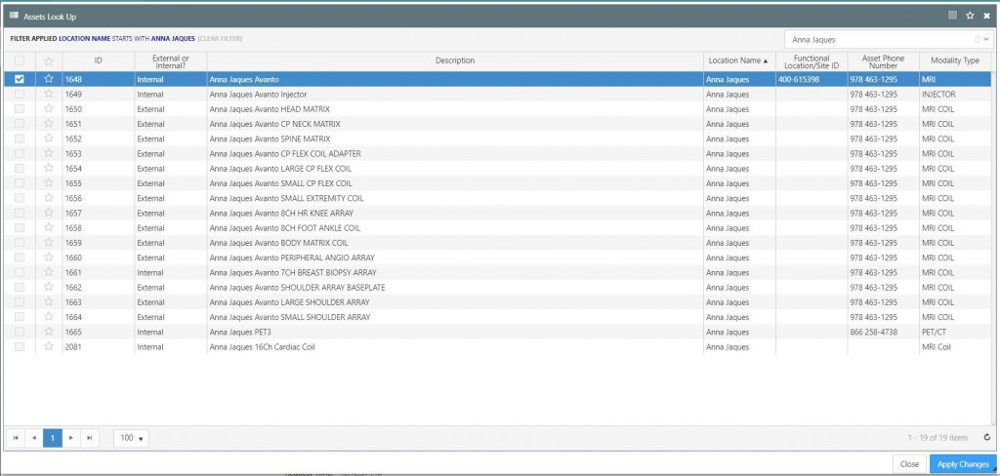 Assets Look Up
FILTER APPLIED LOCATION NAME STARTS WITH ANNA JAQUES [CLEAR FILTER]
Anna Jaques
ID External or Internal? Description Location Name Functional Location/Site ID Asset Phone Number Modality Type
1648 Internal Anna Jaques Avanto Anna Jaques 400-615398 978 463-1295 MRI
1649 Internal Anna Jaques Avanto Injector Anna Jaques 978 463-1295 INJECTOR
1650 External Anna Jaques Avanto HEAD MATRIX Anna Jaques 978 463-1295 MRI COIL
1651 External Anna Jaques Avanto CP NECK MATRIX Anna Jaques 978 463-1295 MRI COIL
1652 External Anna Jaques Avanto SPINE MATRIX Anna Jaques 978 463-1295 MRI COIL
1653 External Anna Jaques Avanto CP FLEX COIL ADAPTER Anna Jaques 978 463-1295 MRI COIL
1654 External Anna Jaques Avanto LARGE CP FLEX COIL Anna Jaques 978 463-1295 MRI COIL
1655 External Anna Jaques Avanto SMALL CP FLEX COIL Anna Jaques 978 463-1295 MRI COIL
1656 External Anna Jaques Avanto SMALL EXTREMITY COIL Anna Jaques 978 463-1295 MRI COIL
1657 External Anna Jaques Avanto 8CH HR KNEE ARRAY Anna Jaques 978 463-1295 MRI COIL
1658 External Anna Jaques Avanto 8CH FOOT ANKLE COIL Anna Jaques 978 463-1295 MRI COIL
1659 External Anna Jaques Avanto BODY MATRIX COIL Anna Jaques 978 463-1295 MRI COIL
1660 External Anna Jaques Avanto PERIPHERAL ANGIO ARRAY Anna Jaques 978 463-1295 MRI COIL
1661 Internal Anna Jaques Avanto 7CH BREAST BIOPSY ARRAY Anna Jaques 978 463-1295 MRI COIL
1662 External Anna Jaques Avanto SHOULDER ARRAY BASEPLATE Anna Jaques 978 463-1295 MRI COIL
1663 External Anna Jaques Avanto LARGE SHOULDER ARRAY Anna Jaques 978 463-1295 MRI COIL
1664 External Anna Jaques Avanto SMALL SHOULDER ARRAY Anna Jaques 978 463-1295 MRI COIL
1665 Internal Anna Jaques PET3 Anna Jaques 866 258-4738 PET/CT
2081 Internal Anna Jaques 16Ch Cardiac Coil Anna Jaques MRI Coil
1 100 1 - 19 of 19 items
Close Apply Changes